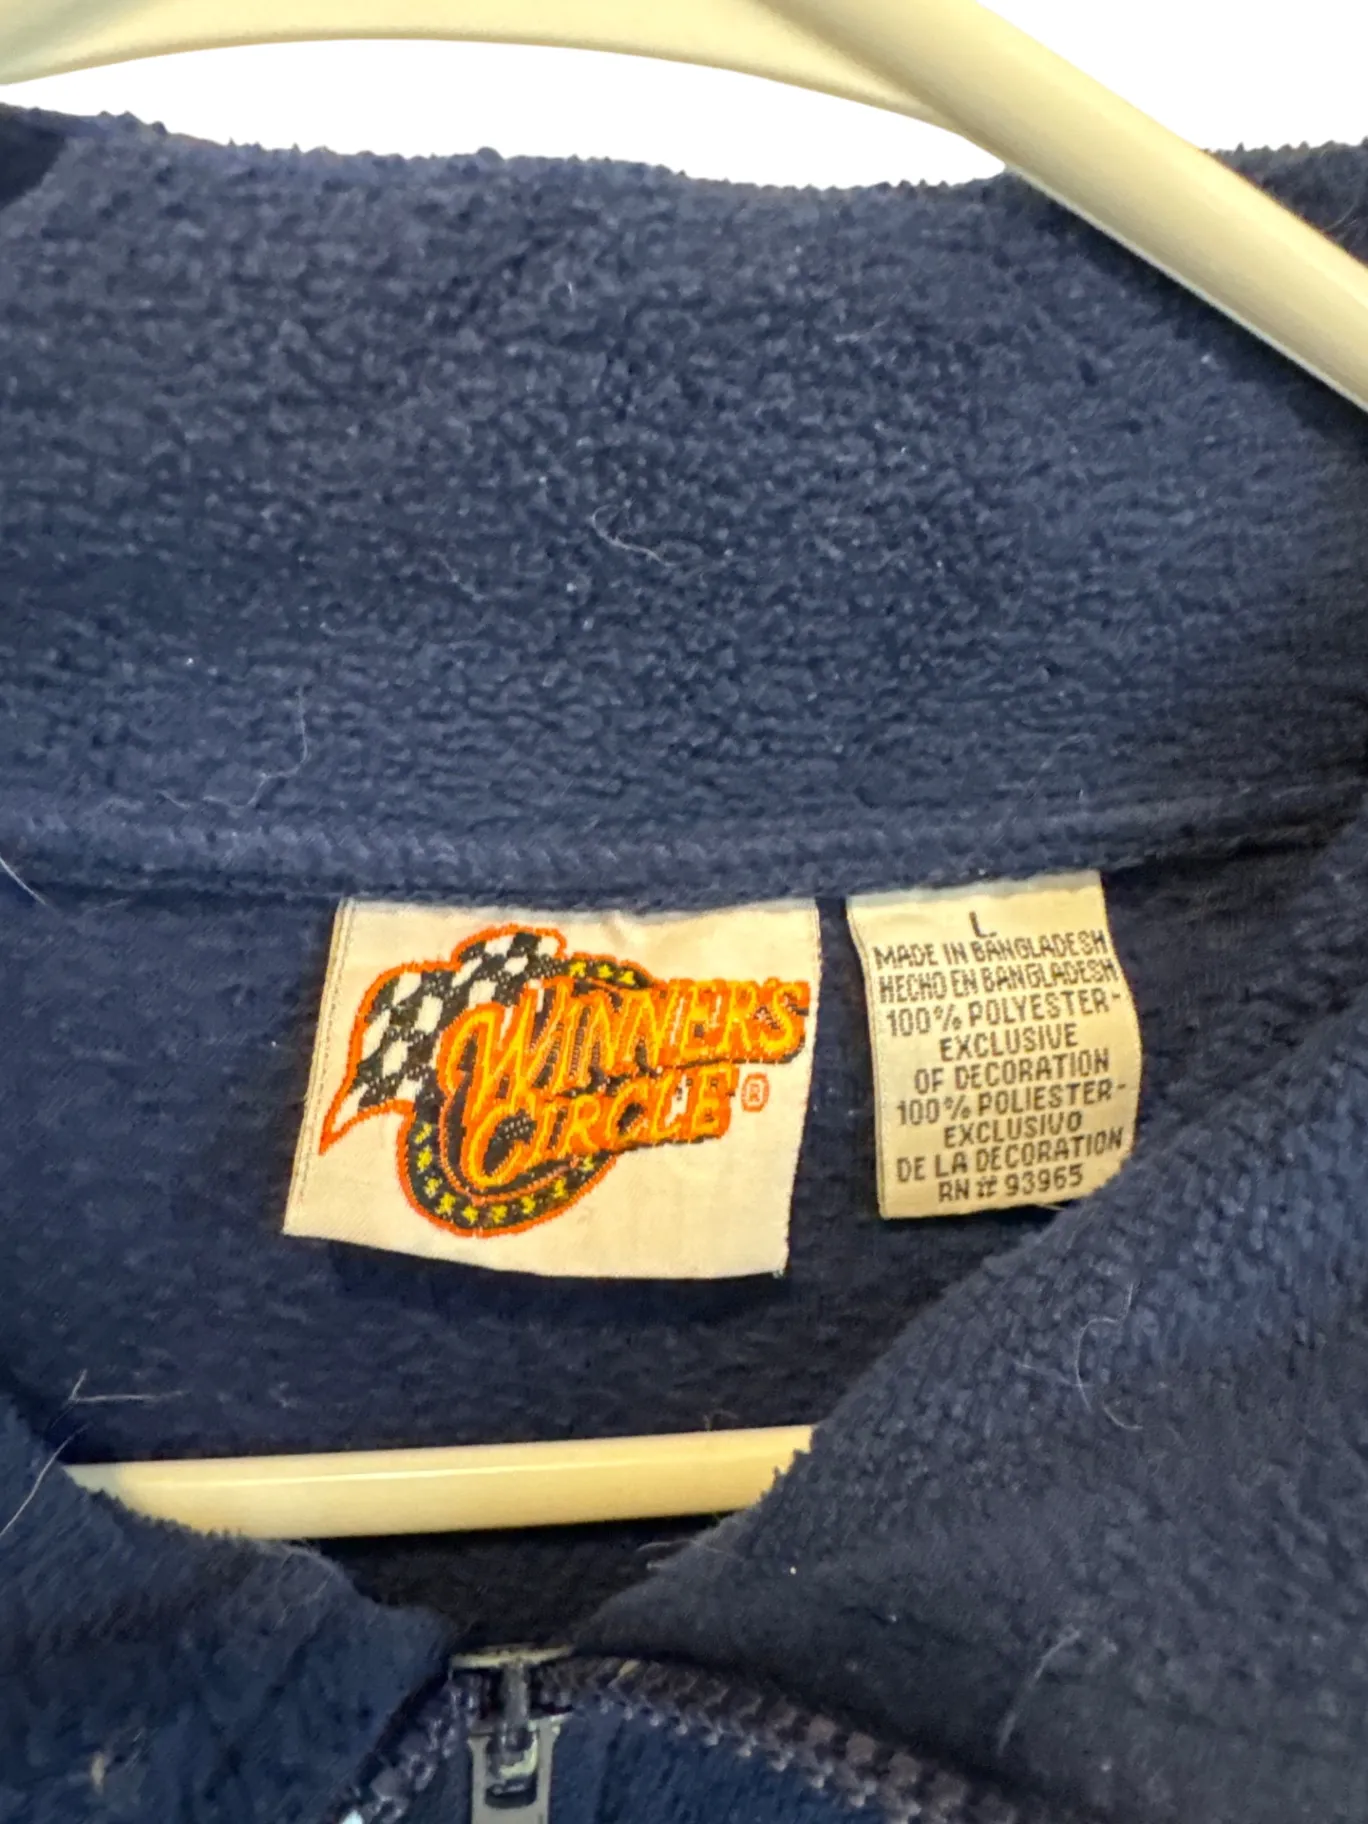 WINNER'S
CIRCLE®
L
MADE IN BANGLADESH
HECHO EN BANGLADESH
100% POLYESTER-
EXCLUSIVE
OF DECORATION
100% POLIESTER-
EXCLUSIVO
DE LA DECORATION
RN # 93965